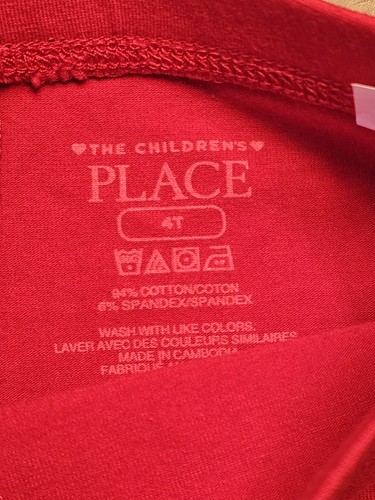 THE CHILDREN'S
PLACE
4T
94% COTTON/COTON
6% SPANDEX/SPANDEX
WASH WITH LIKE COLORS.
LAVER AVEC DES COULEURS SIMILAIRES.
MADE IN CAMBODIA
FABRIQUÉ